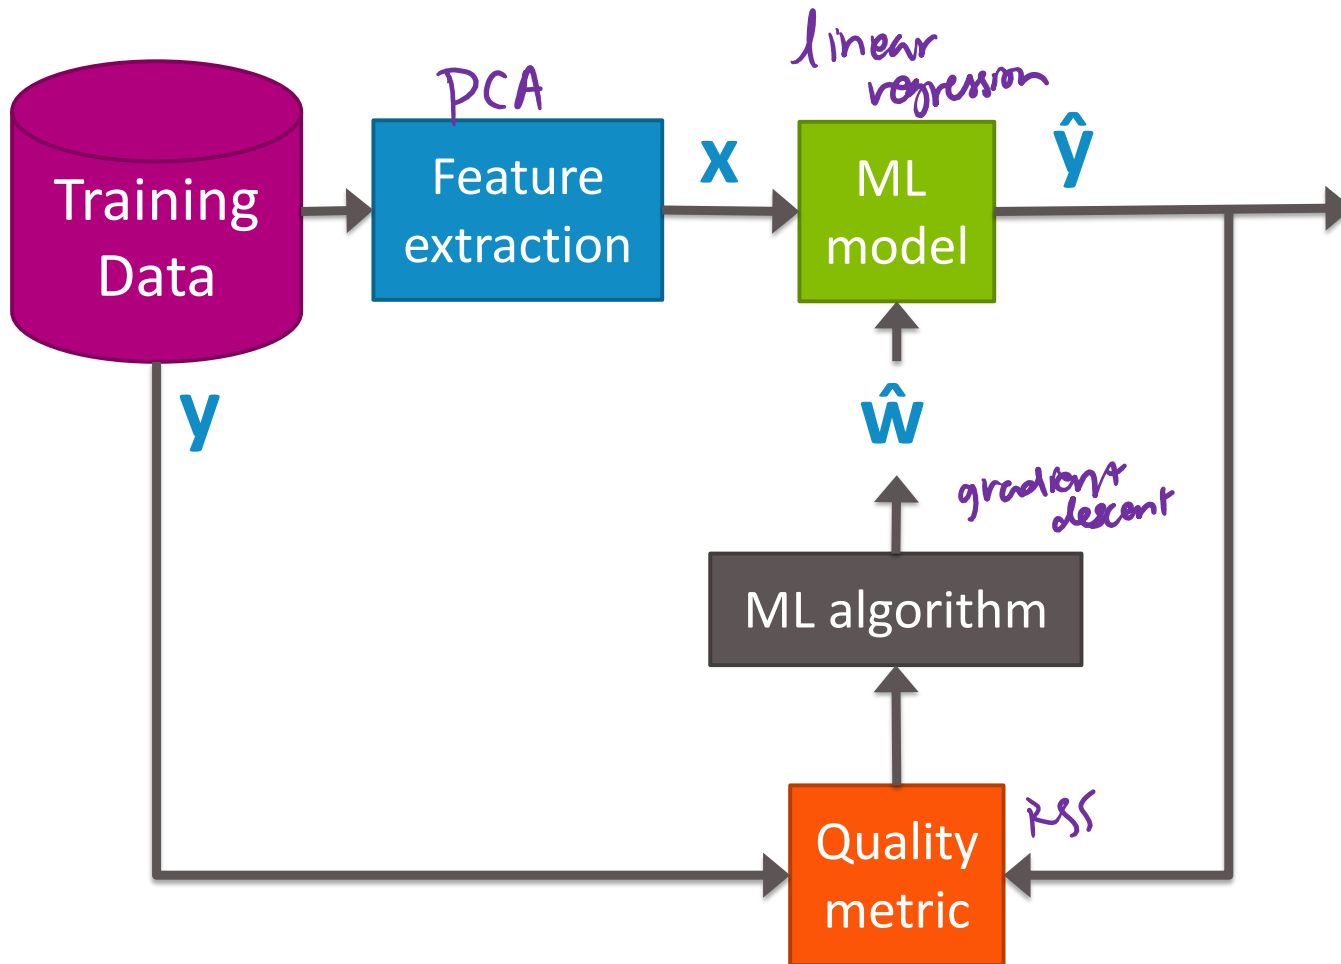 PCA
linear
regression
Training
Data
Feature
extraction
x
ML
model
ŷ
y
ŵ
gradient
descent
ML algorithm
Quality
metric
RSS